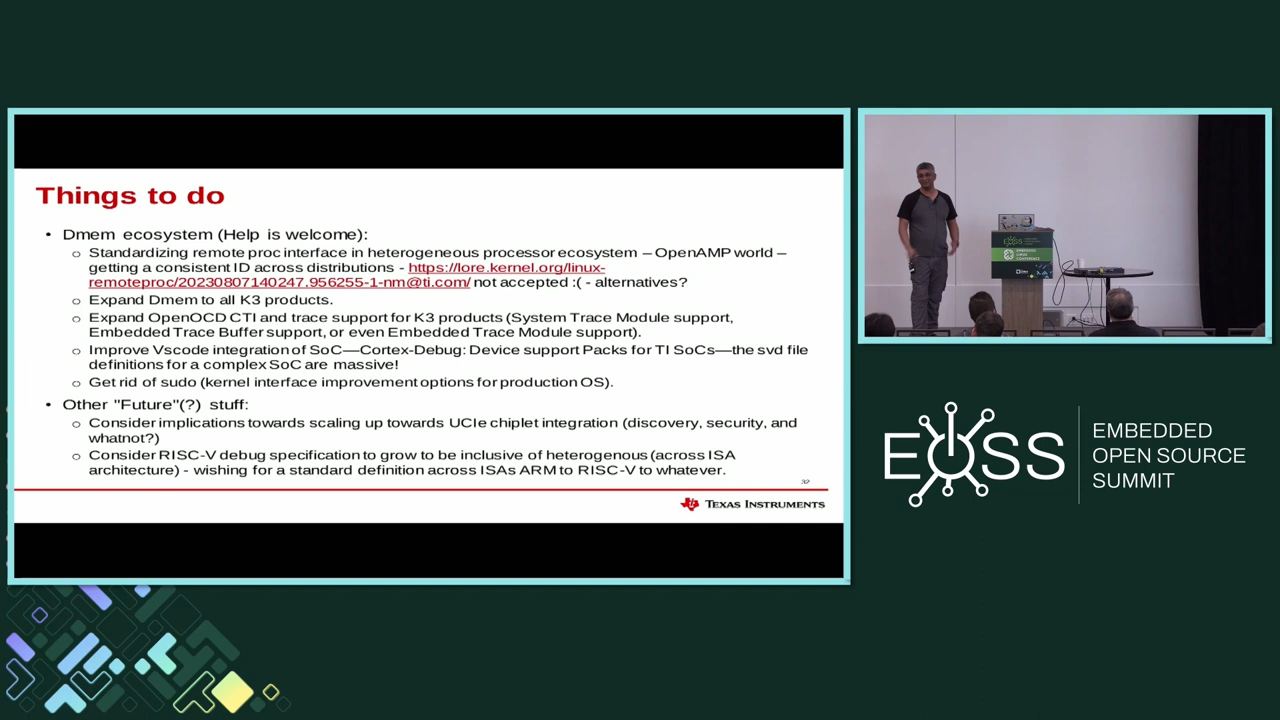 Things to do
• Dmem ecosystem (Help is welcome):
o Standardizing remote proc interface in heterogeneous processor ecosystem – OpenAMP world –
getting a consistent ID across distributions - https://lore.kernel.org/linux-
remoteproc/20230807140247.956255-1-nm@ti.com/ not accepted :( - alternatives?
o Expand Dmem to all K3 products.
o Expand OpenOCD CTI and trace support for K3 products (System Trace Module support,
Embedded Trace Buffer support, or even Embedded Trace Module support).
o Improve Vscode integration of SoC—Cortex-Debug: Device support Packs for TI SoCs—the svd file
definitions for a complex SoC are massive!
o Get rid of sudo (kernel interface improvement options for production OS).
• Other "Future"(?) stuff:
o Consider implications towards scaling up towards UCIe chiplet integration (discovery, security, and
whatnot?)
o Consider RISC-V debug specification to grow to be inclusive of heterogenous (across ISA
architecture) - wishing for a standard definition across ISAs ARM to RISC-V to whatever.
32
TEXAS INSTRUMENTS
EOSS
EOSS
EMBEDDED
OPEN SOURCE
SUMMIT